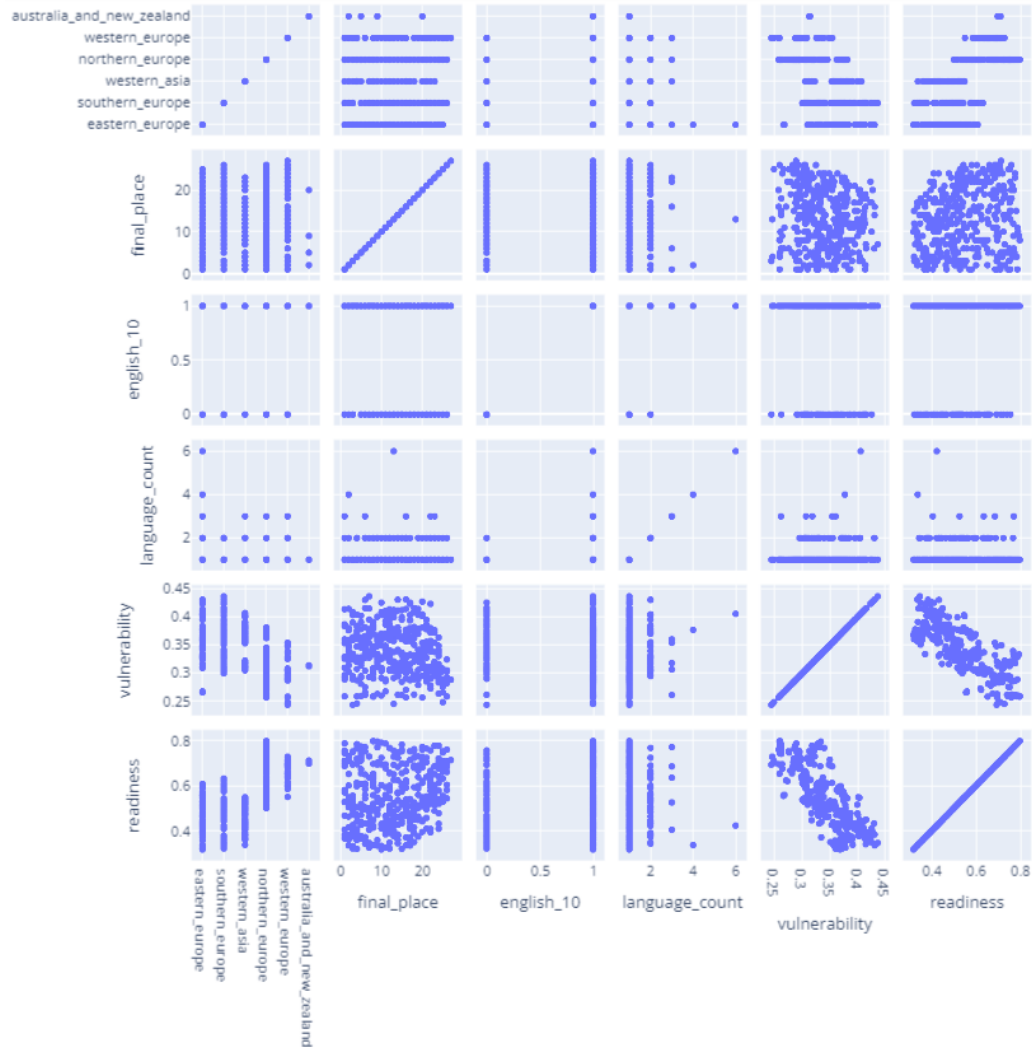 australia_and_new_zealand
western_europe
northern_europe
western_asia
southern_europe
eastern_europe
final_place
20
10
0
english_10
1
0.5
0
language_count
6
4
2
vulnerability
0.45
0.4
0.35
0.3
0.25
readiness
0.8
0.6
0.4
eastern_europe
southern_europe
western_asia
northern_europe
western_europe
australia_and_new_zealand
0 10 20
final_place
0 0.5 1
english_10
2 4 6
language_count
0.25 0.3 0.35 0.4 0.45
vulnerability
0.4 0.6 0.8
readiness